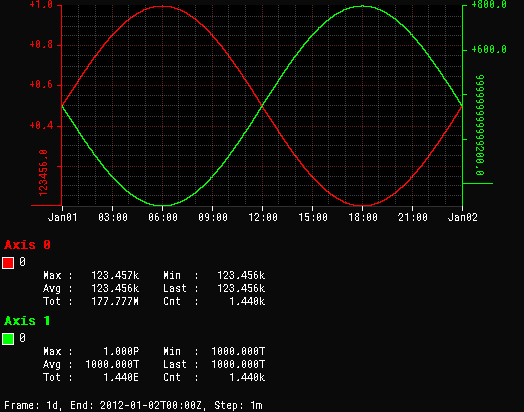 +1.0
+0.8
+0.6
+0.4
123456.0
+800.0
+600.0
999999999999200.0
Jan01 03:00 06:00 09:00 12:00 15:00 18:00 21:00 Jan02
Axis 0
0
Max : 123.457k Min : 123.456k
Avg : 123.456k Last : 123.456k
Tot : 177.777M Cnt : 1.440k
Axis 1
0
Max : 1.000P Min : 1000.000T
Avg : 1000.000T Last : 1000.000T
Tot : 1.440E Cnt : 1.440k
Frame: 1d, End: 2012-01-02T00:00Z, Step: 1m